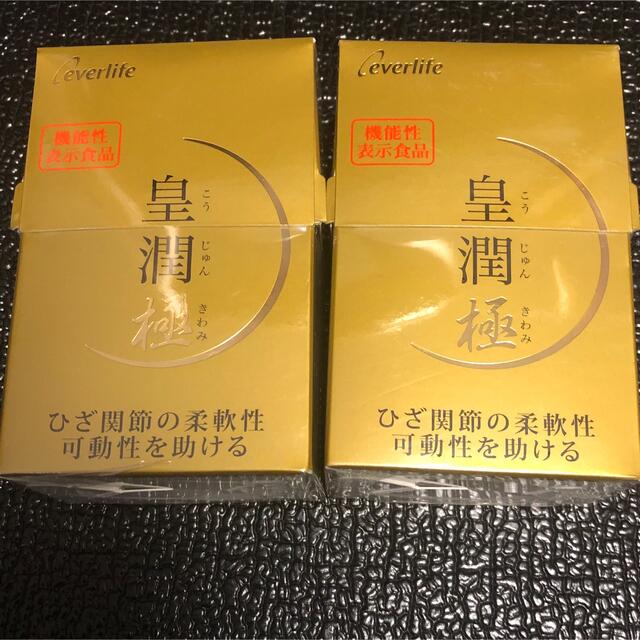 everlife
機能性
表示食品
皇潤極
こうじゅんきわみ
ひざ関節の柔軟性
可動性を助ける
everlife
機能性
表示食品
皇潤極
こうじゅんきわみ
ひざ関節の柔軟性
可動性を助ける